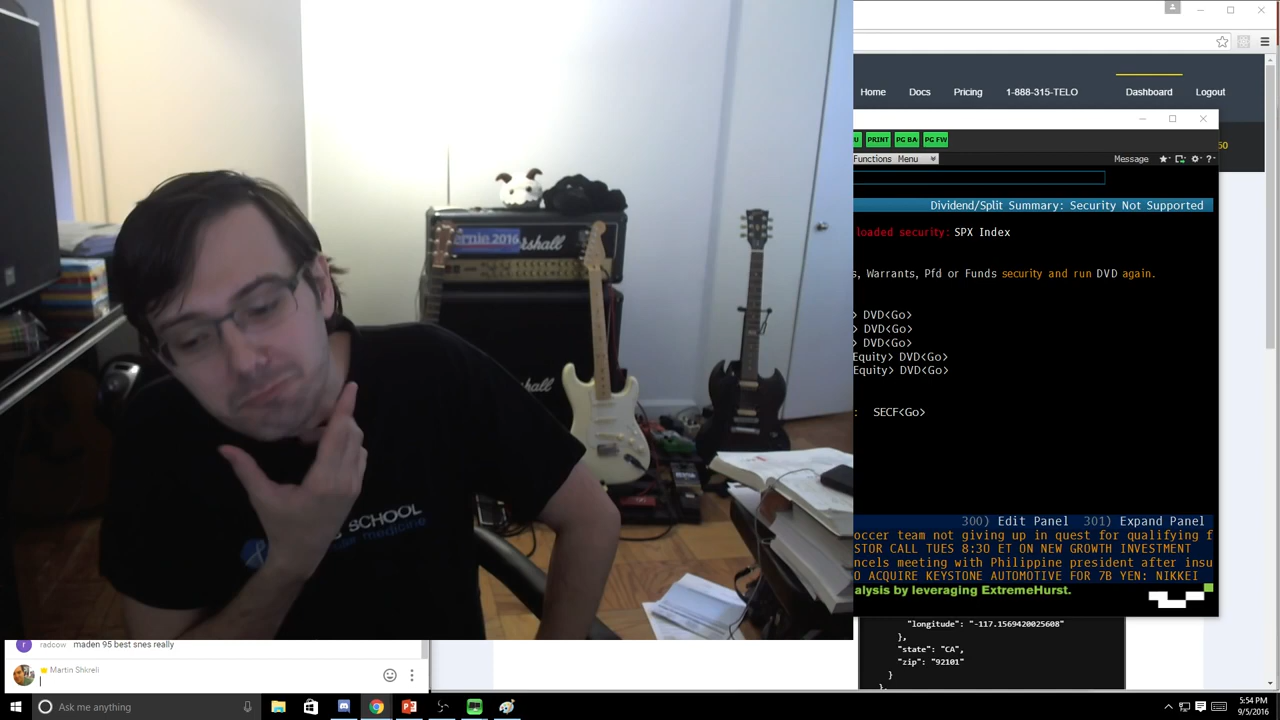 Home Docs Pricing 1-888-315-TELO Dashboard Logout
PRINT PG BA PG FW
Functions Menu Message
Dividend/Split Summary: Security Not Supported
loaded security: SPX Index
Warrants, Pfd or Funds security and run DVD again.
> DVD<Go>
> DVD<Go>
> DVD<Go>
Equity> DVD<Go>
Equity> DVD<Go>
: SECF<Go>
ernie 2016
Marshall
SCHOOL
medicine
300) Edit Panel 301) Expand Panel
occer team not giving up in quest for qualifying f
STOR CALL TUES 8:30 ET ON NEW GROWTH INVESTMENT
ncels meeting with Philippine president after insu
O ACQUIRE KEYSTONE AUTOMOTIVE FOR 7B YEN: NIKKEI
alysis by leveraging ExtremeHurst.
"longitude": "-117.1569420025608"
},
"state": "CA",
"zip": "92101"
}
},
radcow maden 95 best snes really
Martin Shkreli
Ask me anything
5:54 PM
9/5/2016